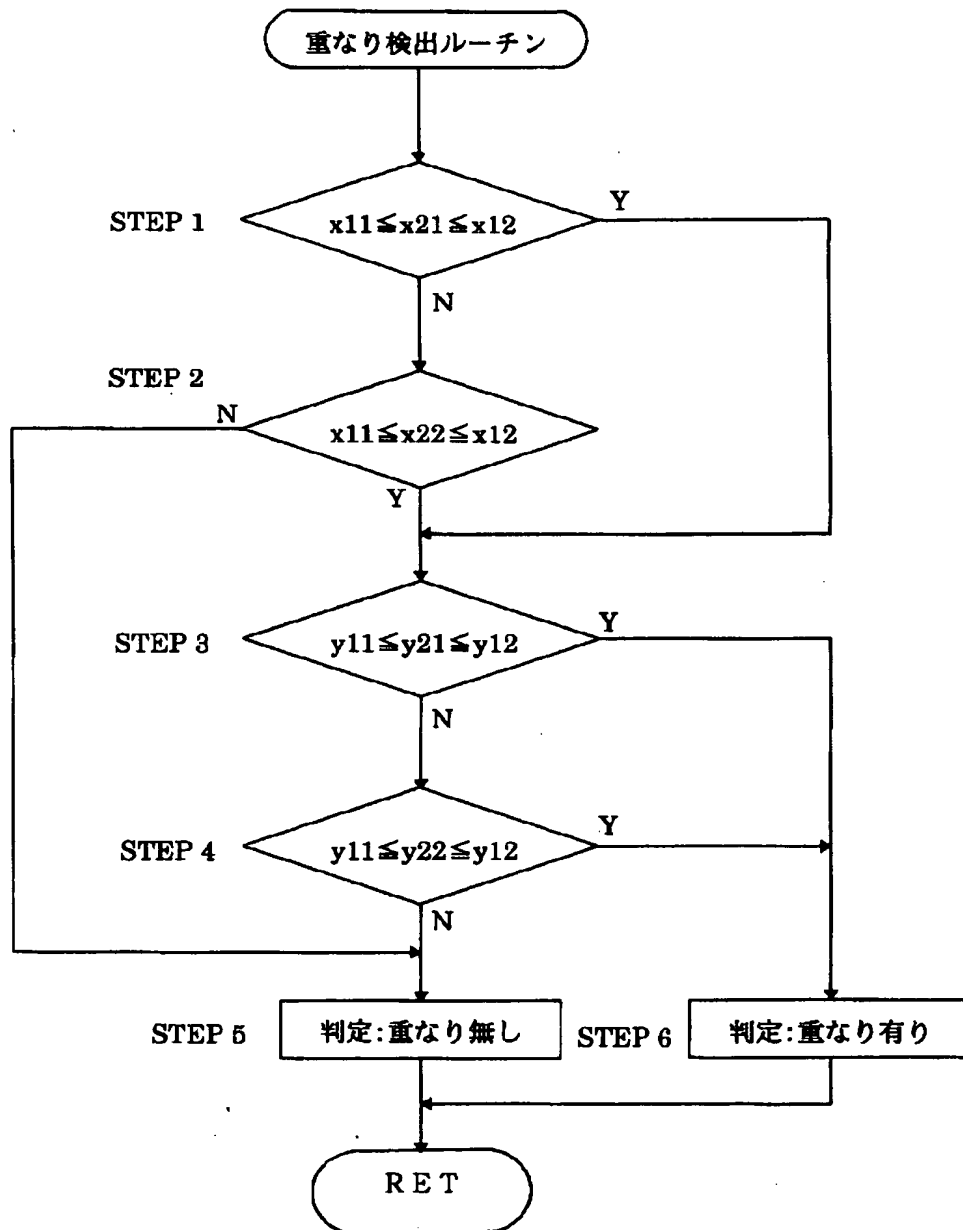 重なり検出ルーチン
STEP 1
x11≦x21≦x12
Y
N
STEP 2
N
x11≦x22≦x12
Y
STEP 3
y11≦y21≦y12
Y
N
STEP 4
y11≦y22≦y12
Y
N
STEP 5
判定:重なり無し
STEP 6
判定:重なり有り
RET